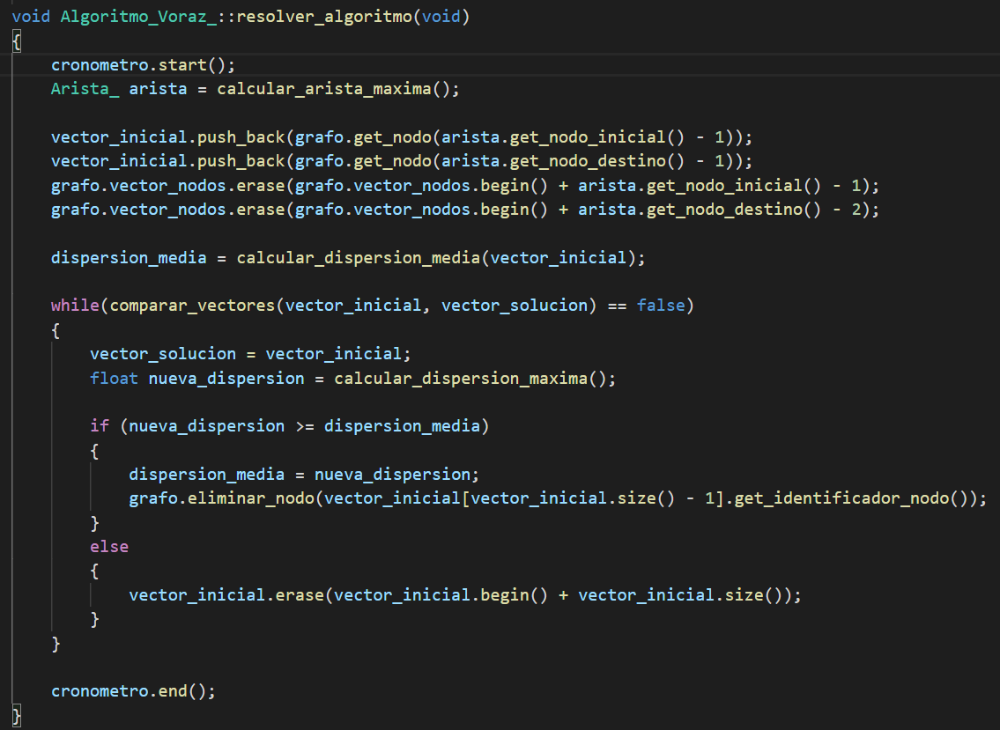 void Algoritmo_Voraz_::resolver_algoritmo(void)
{
    cronometro.start();
    Arista_ arista = calcular_arista_maxima();

    vector_inicial.push_back(grafo.get_nodo(arista.get_nodo_inicial() - 1));
    vector_inicial.push_back(grafo.get_nodo(arista.get_nodo_destino() - 1));
    grafo.vector_nodos.erase(grafo.vector_nodos.begin() + arista.get_nodo_inicial() - 1);
    grafo.vector_nodos.erase(grafo.vector_nodos.begin() + arista.get_nodo_destino() - 2);

    dispersion_media = calcular_dispersion_media(vector_inicial);

    while(comparar_vectores(vector_inicial, vector_solucion) == false)
    {
        vector_solucion = vector_inicial;
        float nueva_dispersion = calcular_dispersion_maxima();

        if (nueva_dispersion >= dispersion_media)
        {
            dispersion_media = nueva_dispersion;
            grafo.eliminar_nodo(vector_inicial[vector_inicial.size() - 1].get_identificador_nodo());
        }
        else
        {
            vector_inicial.erase(vector_inicial.begin() + vector_inicial.size());
        }
    }

    cronometro.end();
}